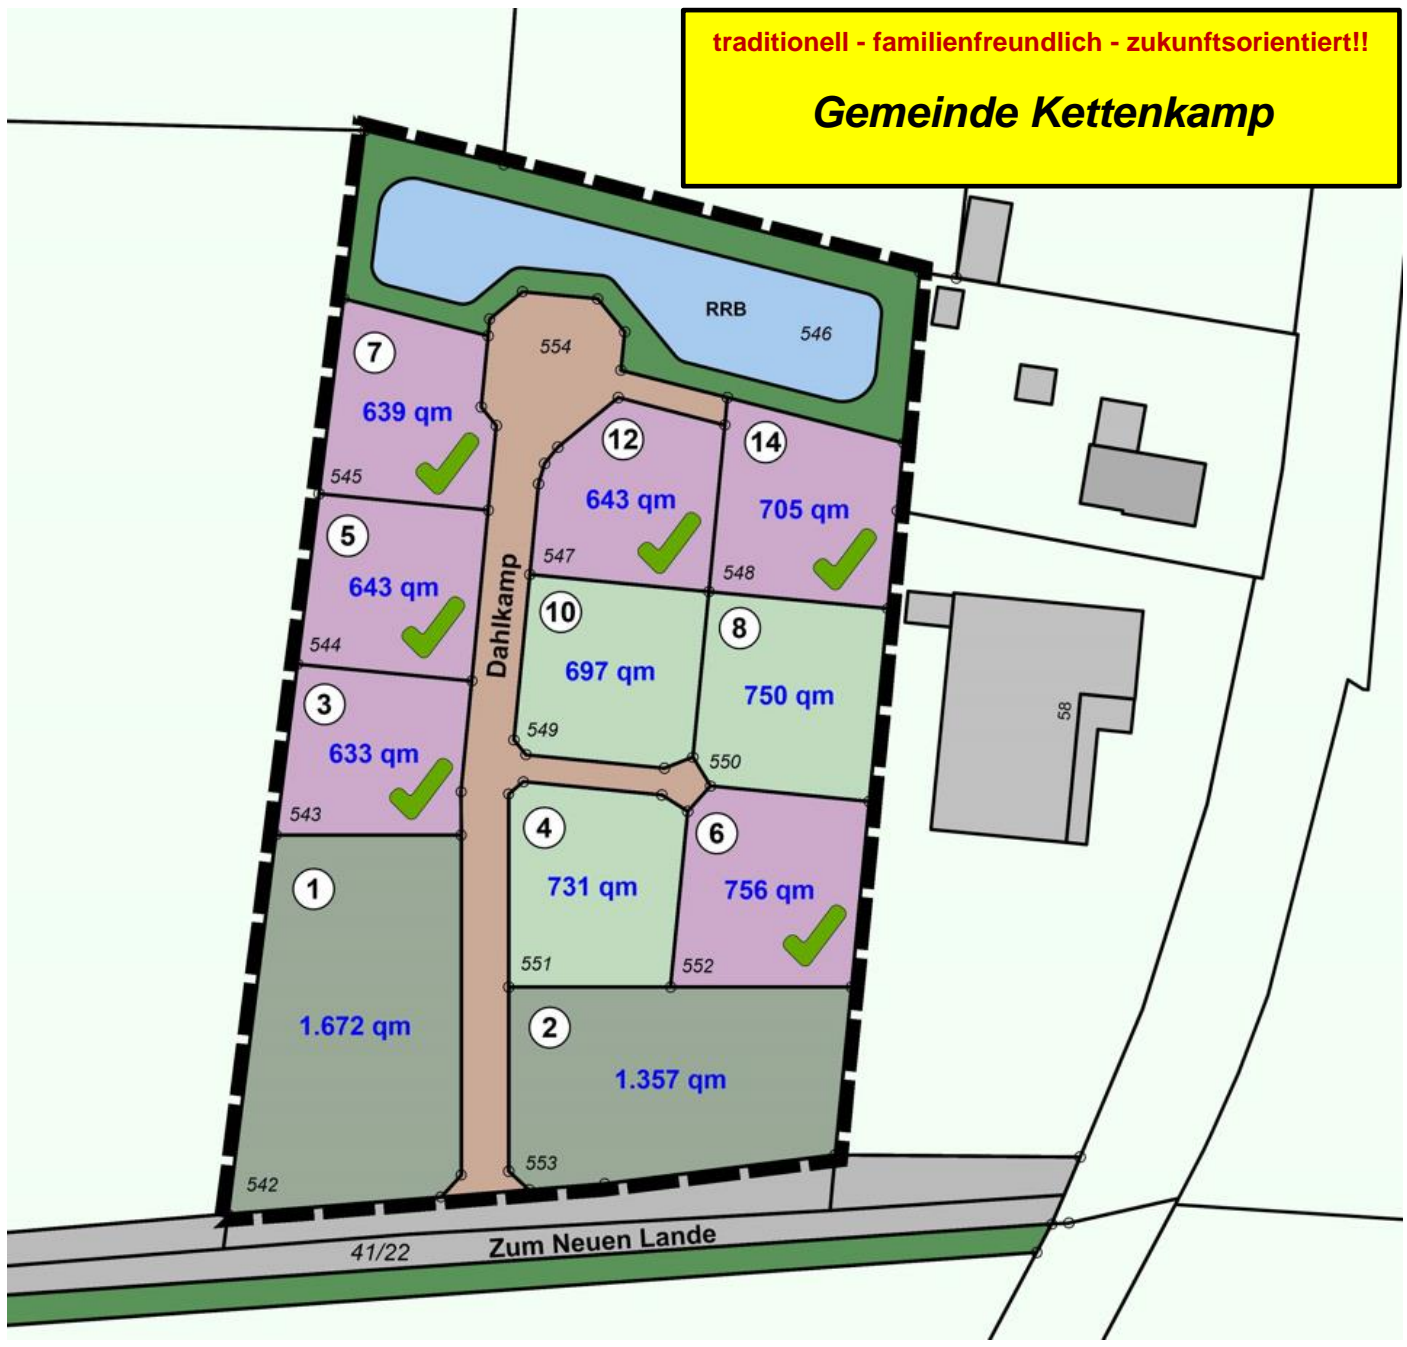 traditionell - familienfreundlich - zukunftsorientiert!!
Gemeinde Kettenkamp
RRB
546
554
7
639 qm
545
12
643 qm
547
14
705 qm
548
5
643 qm
544
Dahlkamp
10
697 qm
549
8
750 qm
550
3
633 qm
543
58
4
731 qm
551
6
756 qm
552
1
1.672 qm
542
2
1.357 qm
553
41/22
Zum Neuen Lande